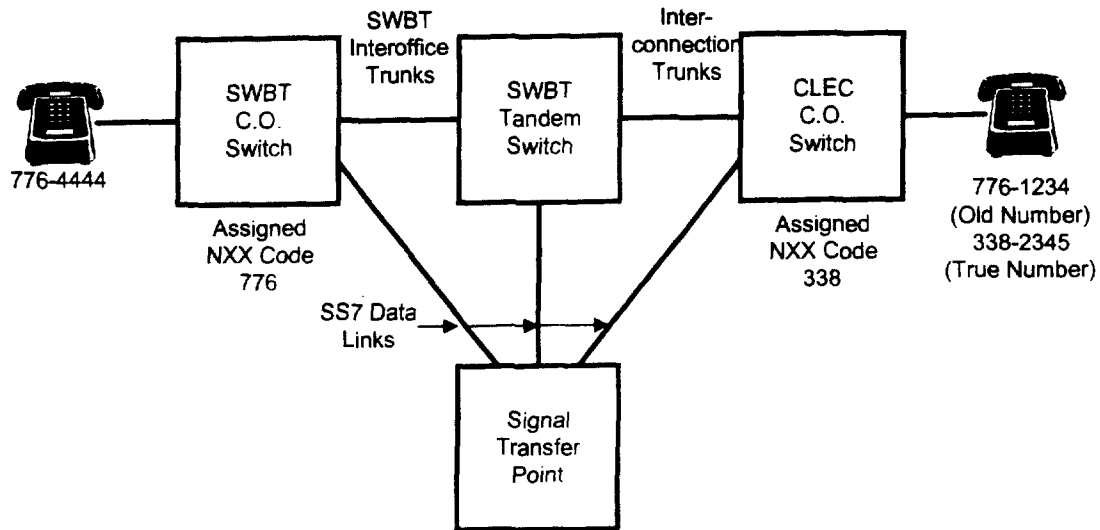 SWBT
Interoffice
Trunks
Inter-
connection
Trunks
SWBT
C.O.
Switch
SWBT
Tandem
Switch
CLEC
C.O.
Switch
776-4444
776-1234
(Old Number)
338-2345
(True Number)
Assigned
NXX Code
776
Assigned
NXX Code
338
SS7 Data
Links
Signal
Transfer
Point